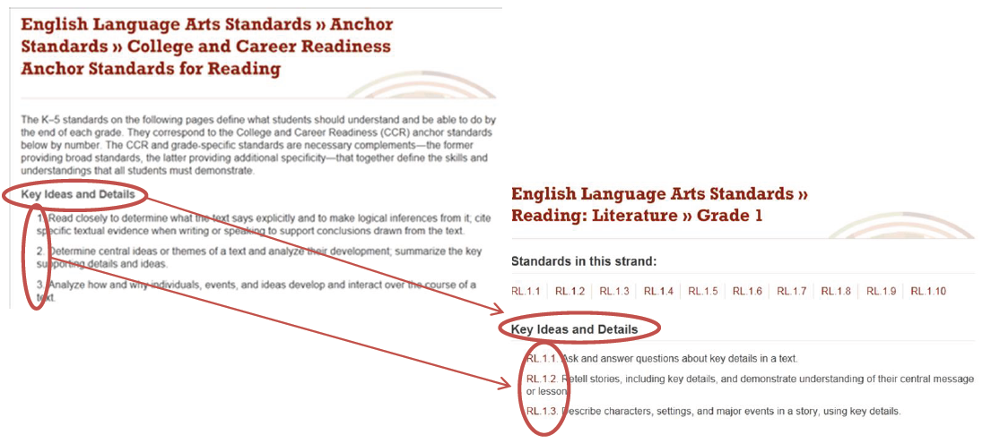 English Language Arts Standards » Anchor
Standards » College and Career Readiness
Anchor Standards for Reading
The K–5 standards on the following pages define what students should understand and be able to do by
the end of each grade. They correspond to the College and Career Readiness (CCR) anchor standards
below by number. The CCR and grade-specific standards are necessary complements—the former
providing broad standards, the latter providing additional specificity—that together define the skills and
understandings that all students must demonstrate.
Key Ideas and Details
1. Read closely to determine what the text says explicitly and to make logical inferences from it; cite
specific textual evidence when writing or speaking to support conclusions drawn from the text.
2. Determine central ideas or themes of a text and analyze their development; summarize the key
supporting details and ideas.
3. Analyze how and why individuals, events, and ideas develop and interact over the course of a
text.
English Language Arts Standards »
Reading: Literature » Grade 1
Standards in this strand:
RL.1.1 RL.1.2 RL.1.3 RL.1.4 RL.1.5 RL.1.6 RL.1.7 RL.1.8 RL.1.9 RL.1.10
Key Ideas and Details
RL.1.1. Ask and answer questions about key details in a text.
RL.1.2. Retell stories, including key details, and demonstrate understanding of their central message
or lesson.
RL.1.3. Describe characters, settings, and major events in a story, using key details.